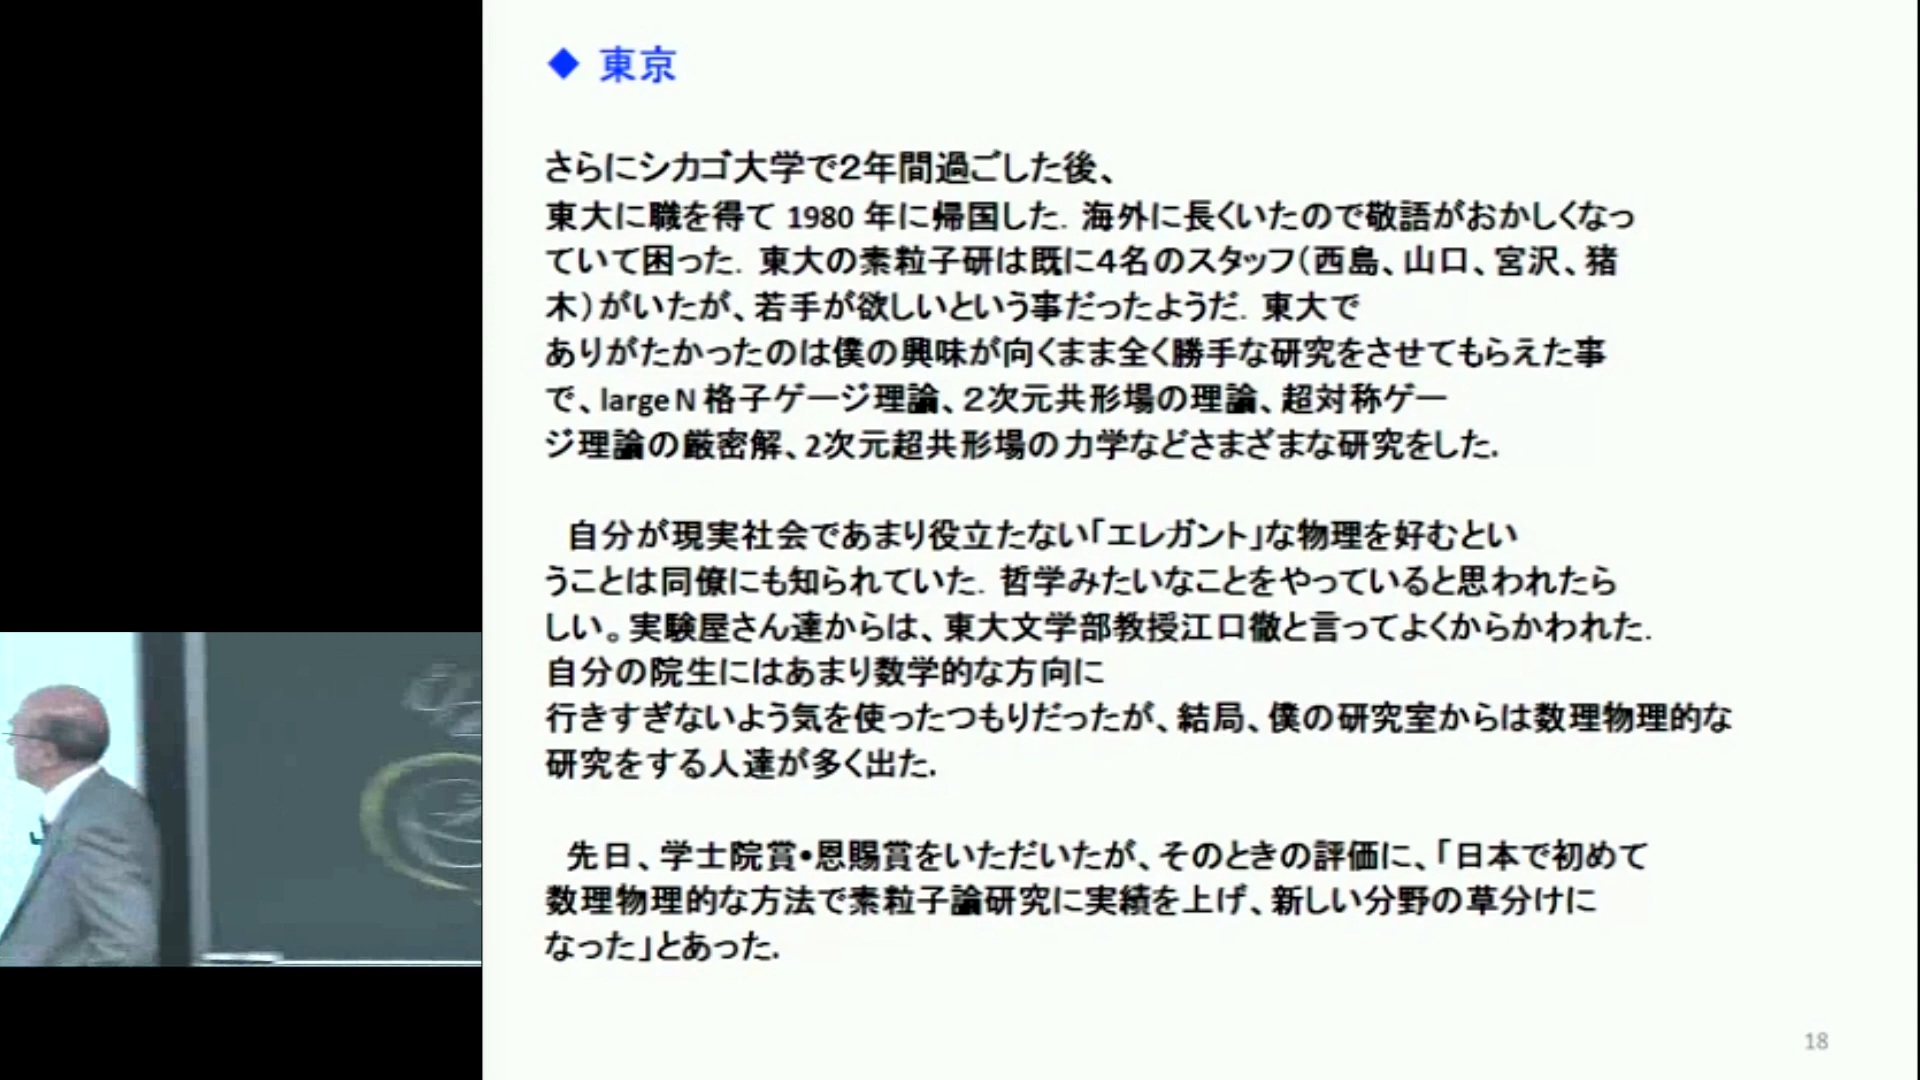 ◆ 東京
さらにシカゴ大学で２年間過ごした後、
東大に職を得て 1980 年に帰国した. 海外に長くいたので敬語がおかしくなっ
ていて困った. 東大の素粒子研は既に４名のスタッフ（西島、山口、宮沢、猪
木）がいたが、若手が欲しいという事だったようだ. 東大で
ありがたかったのは僕の興味が向くまま全く勝手な研究をさせてもらえた事
で、large N 格子ゲージ理論、２次元共形場の理論、超対称ゲー
ジ理論の厳密解、2次元超共形場の力学などさまざまな研究をした.
自分が現実社会であまり役立たない「エレガント」な物理を好むとい
うことは同僚にも知られていた. 哲学みたいなことをやっていると思われたら
しい。実験屋さん達からは、東大文学部教授江口徹と言ってよくからかわれた.
自分の院生にはあまり数学的な方向に
行きすぎないよう気を使ったつもりだったが、結局、僕の研究室からは数理物理的な
研究をする人達が多く出た.
先日、学士院賞・恩賜賞をいただいたが、そのときの評価に、「日本で初めて
数理物理的な方法で素粒子論研究に実績を上げ、新しい分野の草分けに
なった」とあった.
18